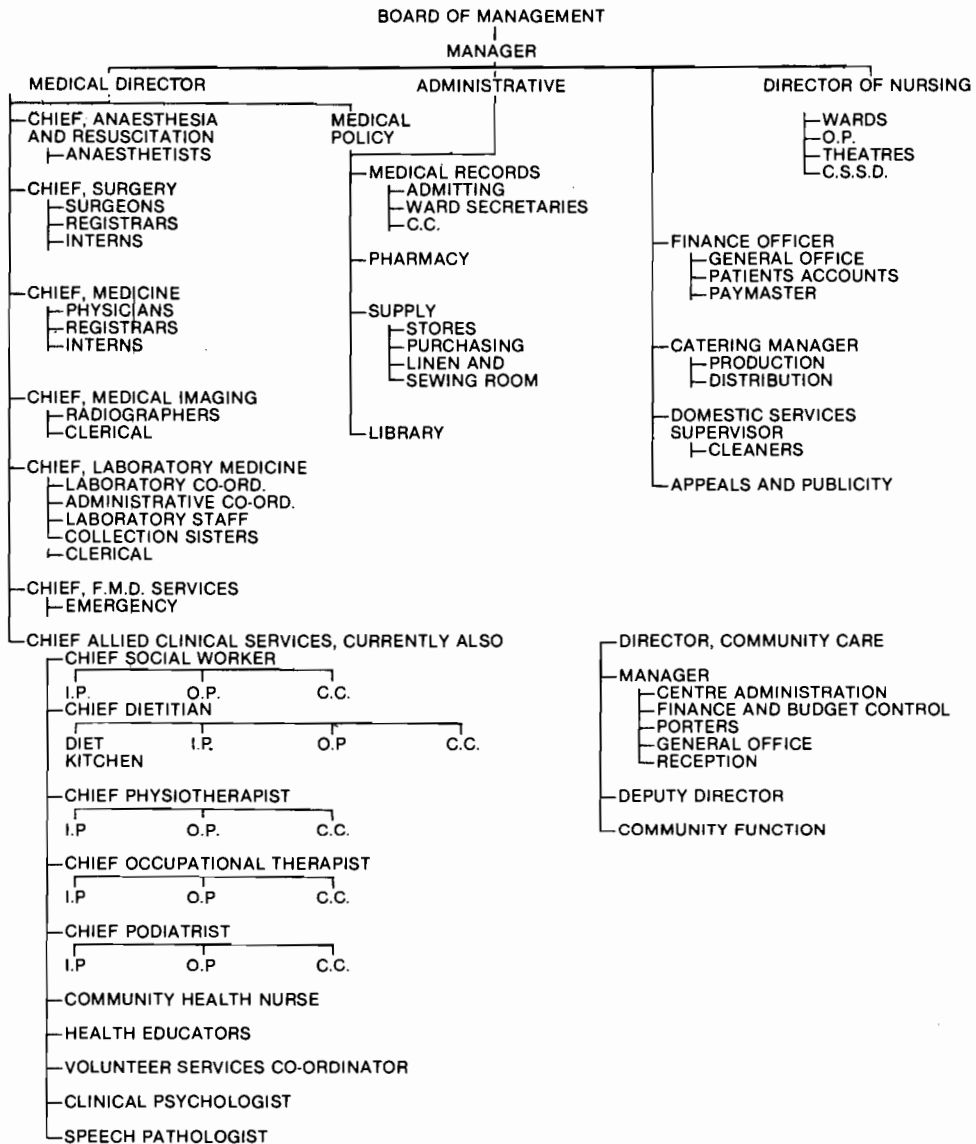 BOARD OF MANAGEMENT
MANAGER
MEDICAL DIRECTOR
ADMINISTRATIVE
DIRECTOR OF NURSING
CHIEF, ANAESTHESIA
AND RESUSCITATION
ANAESTHETISTS
CHIEF, SURGERY
SURGEONS
REGISTRARS
INTERNS
CHIEF, MEDICINE
PHYSICIANS
REGISTRARS
INTERNS
CHIEF, MEDICAL IMAGING
RADIOGRAPHERS
CLERICAL
CHIEF, LABORATORY MEDICINE
LABORATORY CO-ORD.
ADMINISTRATIVE CO-ORD.
LABORATORY STAFF
COLLECTION SISTERS
CLERICAL
CHIEF, F.M.D. SERVICES
EMERGENCY
MEDICAL
POLICY
MEDICAL RECORDS
ADMITTING
WARD SECRETARIES
C.C.
PHARMACY
SUPPLY
STORES
PURCHASING
LINEN AND
SEWING ROOM
LIBRARY
WARDS
O.P.
THEATRES
C.S.S.D.
FINANCE OFFICER
GENERAL OFFICE
PATIENTS ACCOUNTS
PAYMASTER
CATERING MANAGER
PRODUCTION
DISTRIBUTION
DOMESTIC SERVICES
SUPERVISOR
CLEANERS
APPEALS AND PUBLICITY
CHIEF ALLIED CLINICAL SERVICES, CURRENTLY ALSO
CHIEF SOCIAL WORKER
I.P. O.P. C.C.
CHIEF DIETITIAN
DIET I.P. O.P C.C.
KITCHEN
CHIEF PHYSIOTHERAPIST
I.P O.P. C.C.
CHIEF OCCUPATIONAL THERAPIST
I.P O.P C.C.
CHIEF PODIATRIST
I.P O.P C.C.
COMMUNITY HEALTH NURSE
HEALTH EDUCATORS
VOLUNTEER SERVICES CO-ORDINATOR
CLINICAL PSYCHOLOGIST
SPEECH PATHOLOGIST
DIRECTOR, COMMUNITY CARE
MANAGER
CENTRE ADMINISTRATION
FINANCE AND BUDGET CONTROL
PORTERS
GENERAL OFFICE
RECEPTION
DEPUTY DIRECTOR
COMMUNITY FUNCTION